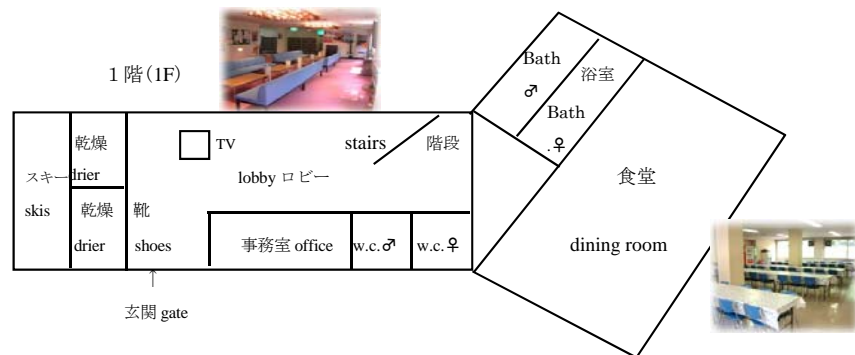 1 階(1F)
Bath
♂
浴室
Bath
.♀
乾燥
drier
TV
stairs
階段
スキー
skis
lobby ロビー
乾燥
drier
靴
shoes
事務室 office
w.c.♂
w.c.♀
食堂
dining room
↑
玄関 gate